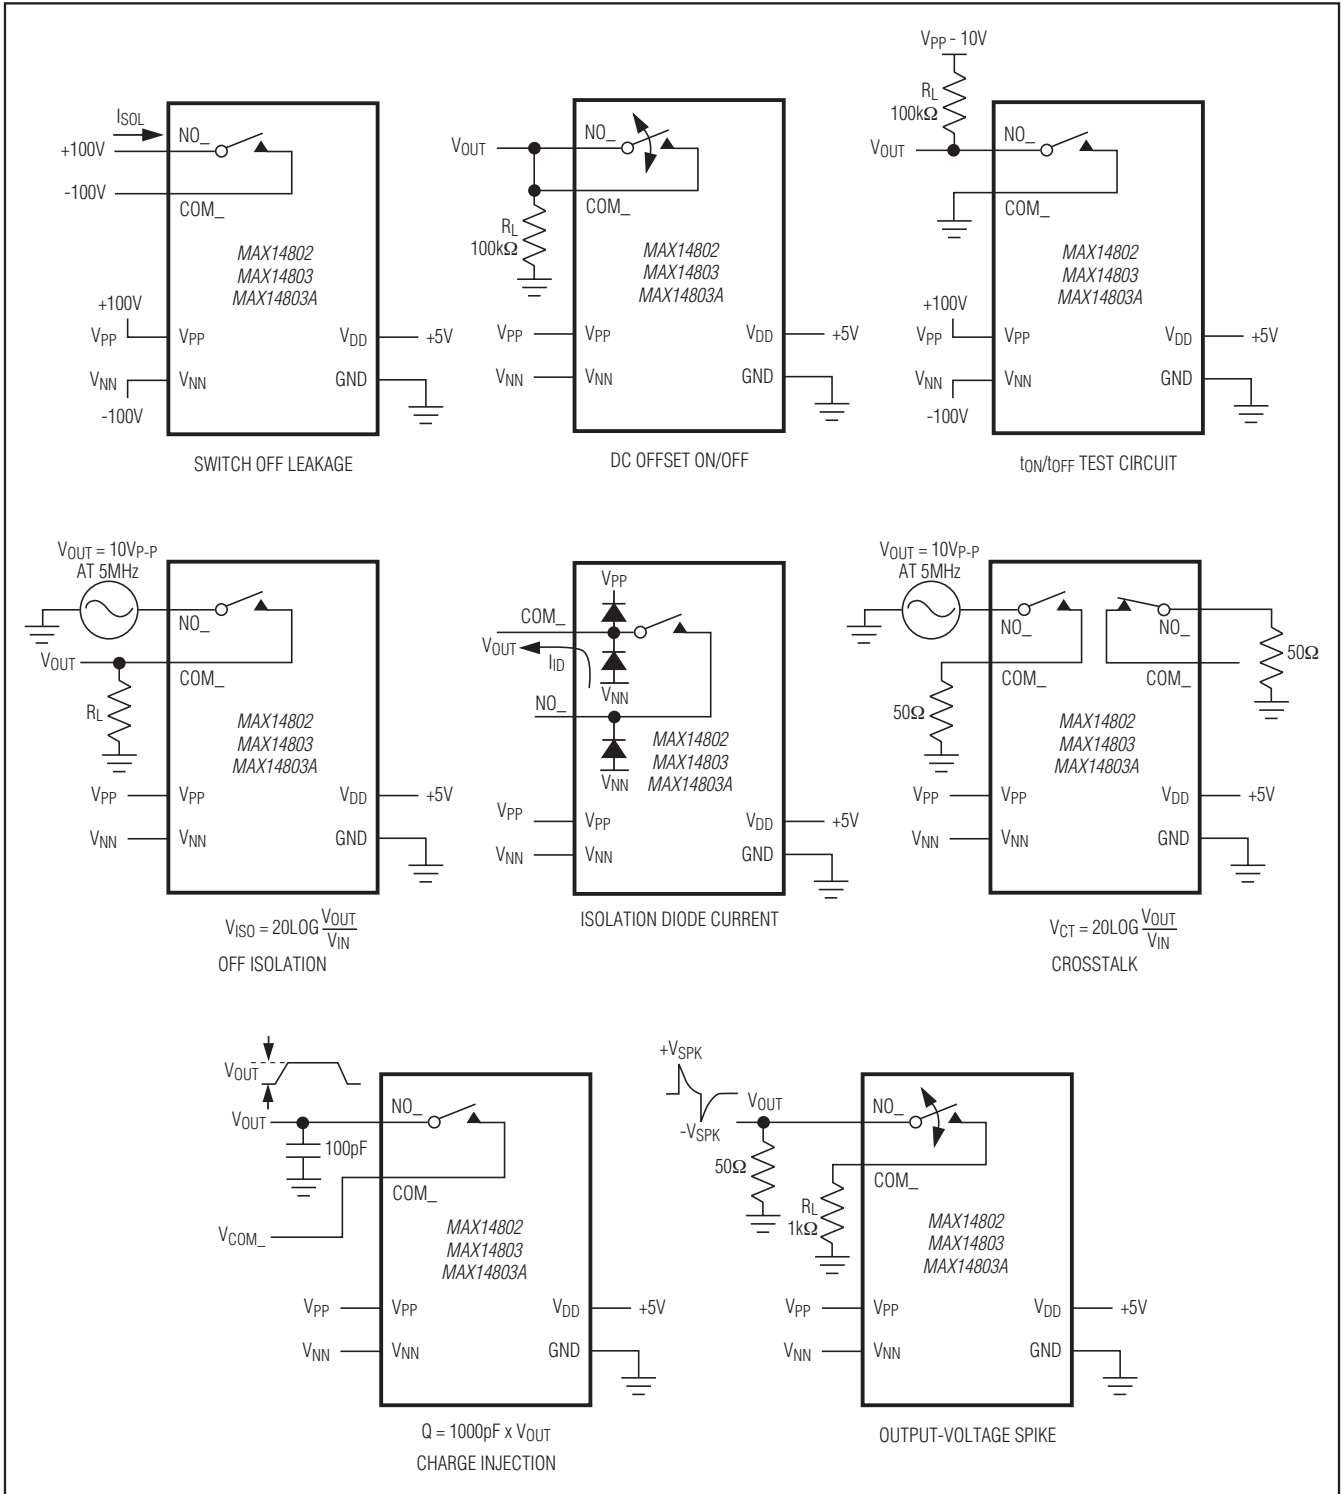 ISOL
+100V
-100V
NO_
COM_
MAX14802
MAX14803
MAX14803A
+100V
VPP
VPP
VDD
+5V
VNN
VNN
GND
-100V
SWITCH OFF LEAKAGE
VOUT
NO_
COM_
RL
100kΩ
MAX14802
MAX14803
MAX14803A
VPP
VPP
VDD
+5V
VNN
VNN
GND
DC OFFSET ON/OFF
VPP - 10V
RL
100kΩ
VOUT
NO_
COM_
MAX14802
MAX14803
MAX14803A
+100V
VPP
VPP
VDD
+5V
VNN
VNN
GND
-100V
tON/tOFF TEST CIRCUIT
VOUT = 10VP-P
AT 5MHz
NO_
VOUT
COM_
RL
MAX14802
MAX14803
MAX14803A
VPP
VPP
VDD
+5V
VNN
VNN
GND
VISO = 20LOG VOUT
VIN
OFF ISOLATION
VPP
COM_
VOUT
IID
VNN
NO_
MAX14802
MAX14803
MAX14803A
VNN
VPP
VPP
VDD
+5V
VNN
VNN
GND
ISOLATION DIODE CURRENT
VOUT = 10VP-P
AT 5MHz
NO_
NO_
50Ω
COM_
COM_
50Ω
MAX14802
MAX14803
MAX14803A
VPP
VPP
VDD
+5V
VNN
VNN
GND
VCT = 20LOG VOUT
VIN
CROSSTALK
VOUT
VOUT
NO_
100pF
COM_
VCOM_
MAX14802
MAX14803
MAX14803A
VPP
VPP
VDD
+5V
VNN
VNN
GND
Q = 1000pF x VOUT
CHARGE INJECTION
+VSPK
VOUT
-VSPK
NO_
50Ω
COM_
RL
1kΩ
MAX14802
MAX14803
MAX14803A
VPP
VPP
VDD
+5V
VNN
VNN
GND
OUTPUT-VOLTAGE SPIKE